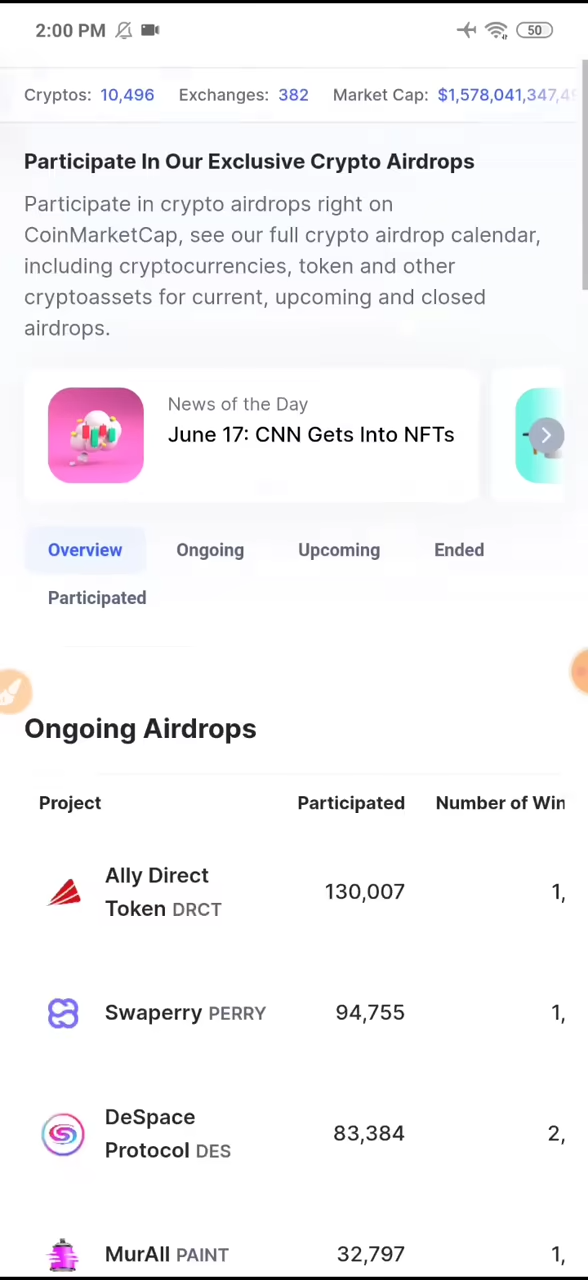 2:00 PM 50
Cryptos: 10,496 Exchanges: 382 Market Cap: $1,578,041,347,4
Participate In Our Exclusive Crypto Airdrops
Participate in crypto airdrops right on
CoinMarketCap, see our full crypto airdrop calendar,
including cryptocurrencies, token and other
cryptoassets for current, upcoming and closed
airdrops.
News of the Day
June 17: CNN Gets Into NFTs
Overview Ongoing Upcoming Ended
Participated
Ongoing Airdrops
Project Participated Number of Win
Ally Direct
Token DRCT 130,007 1,
Swaperry PERRY 94,755 1,
DeSpace
Protocol DES 83,384 2,
MurAll PAINT 32,797 1,